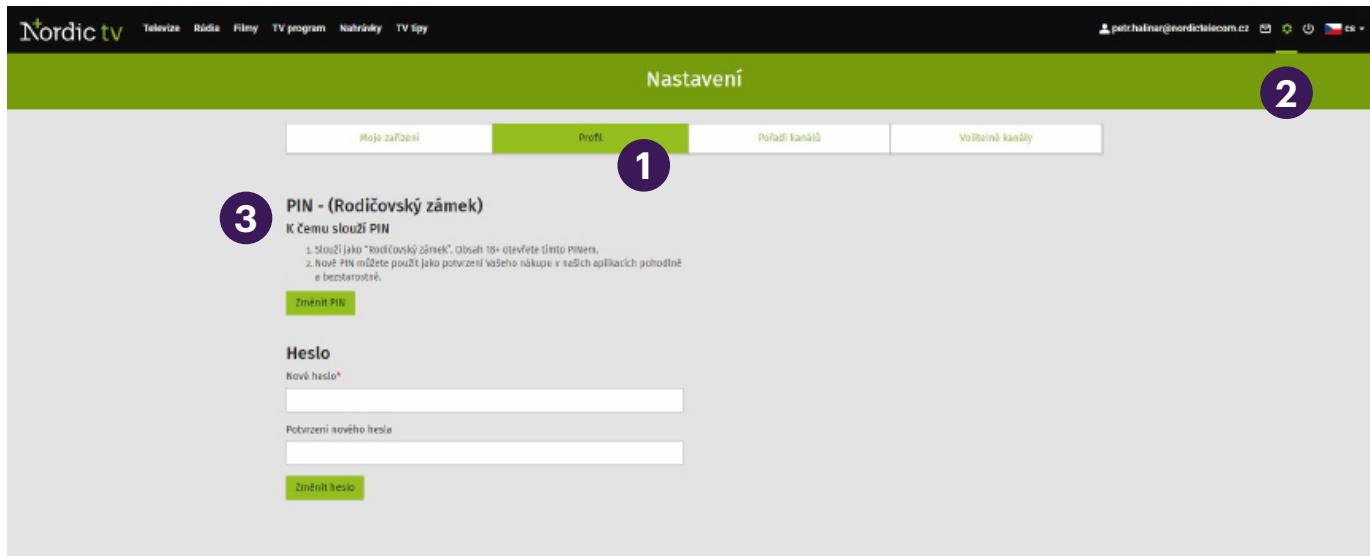 Nordic tv Televize Rádia Filmy TV program Nahrávky TV tipy petr.halinar@nordictelecom.cz cs
Nastavení
2
Moje zařízení Profil Pořadí kanálů Volitelné kanály
1
3
PIN - (Rodičovský zámek)
K čemu slouží PIN
1. Slouží jako "Rodičovský zámek". Obsah 18+ otevřete tímto PINem.
2. Nově PIN můžete použít jako potvrzení Vašeho nákupu v našich aplikacích pohodlně
a bezstarostně.
Změnit PIN
Heslo
Nové heslo*
Potvrzení nového hesla
Změnit heslo